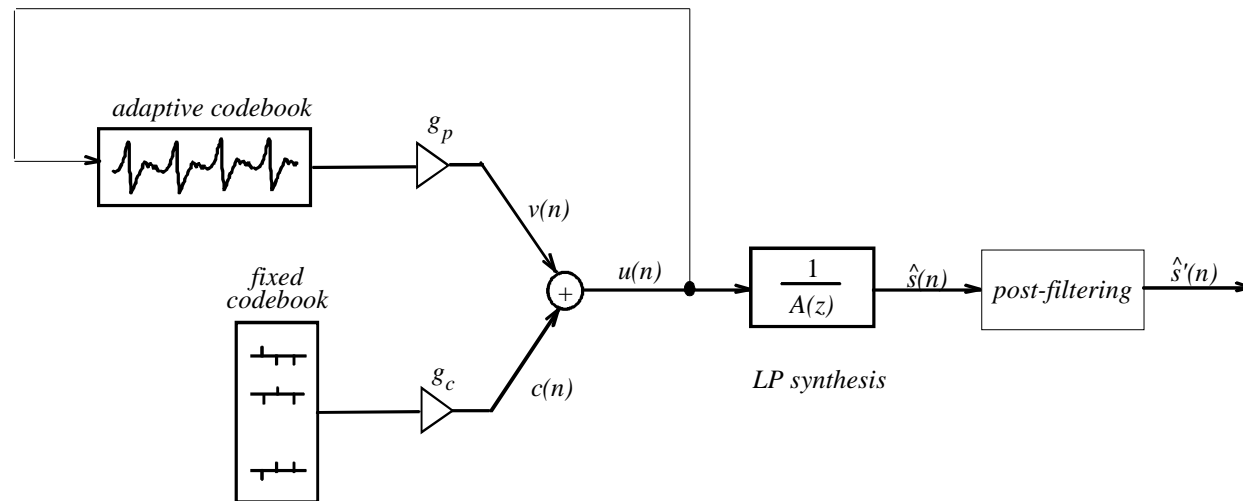 adaptive codebook
g_p
v(n)
fixed
codebook
g_c
c(n)
+
u(n)
1
A(z)
LP synthesis
ŝ(n)
post-filtering
ŝ'(n)